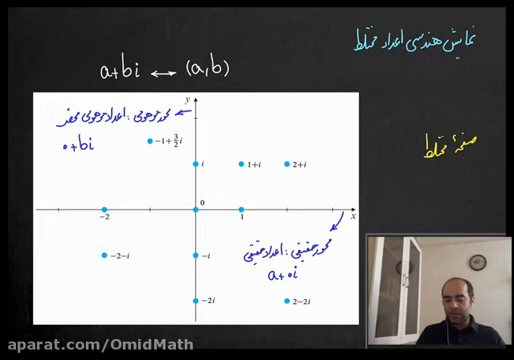 نمایش هندسی اعداد مختلط
a+bi ↔ (a,b)
صفحهٔ مختلط
y
محور موهومی: اعداد موهومی محض
0+bi
−1+3/2i
i
1+i
2+i
−2
0
1
x
محور حقیقی: اعداد حقیقی
a+0i
−2−i
−i
−2i
2−2i
aparat.com/OmidMath